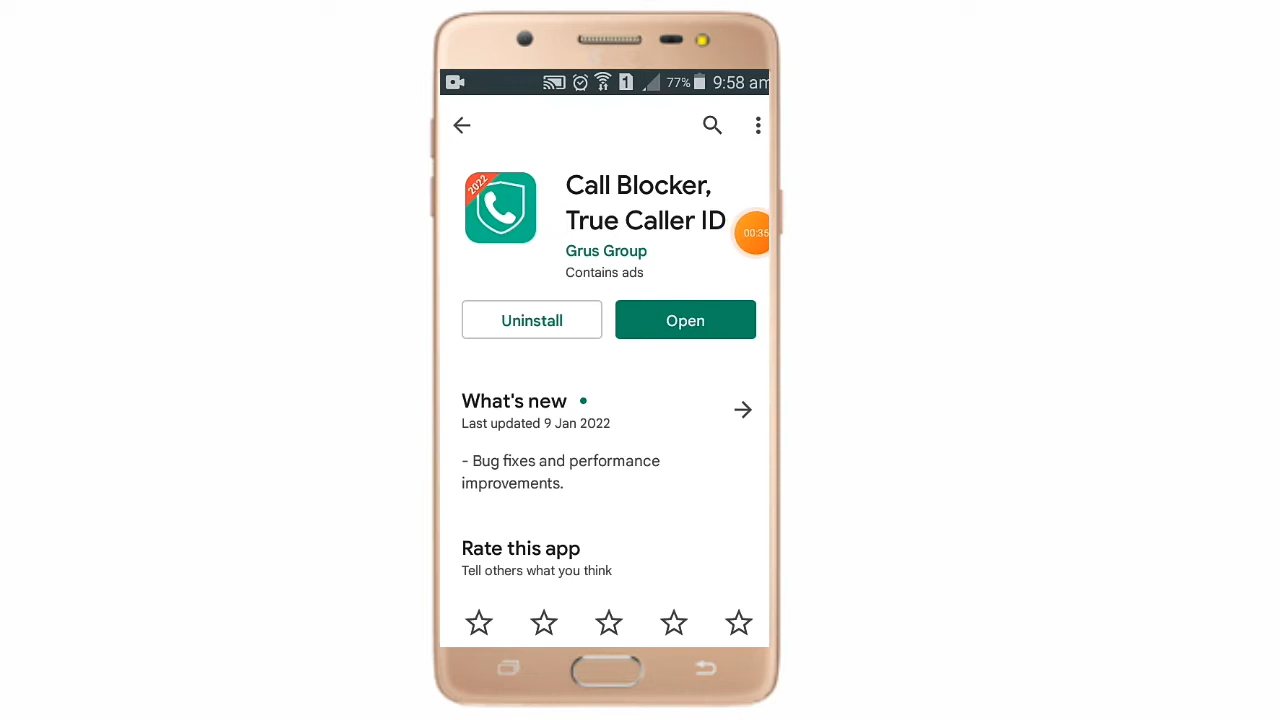 1 77% 9:58 am
2022
Call Blocker,
True Caller ID
00:35
Grus Group
Contains ads
Uninstall
Open
What's new
Last updated 9 Jan 2022
- Bug fixes and performance
improvements.
Rate this app
Tell others what you think